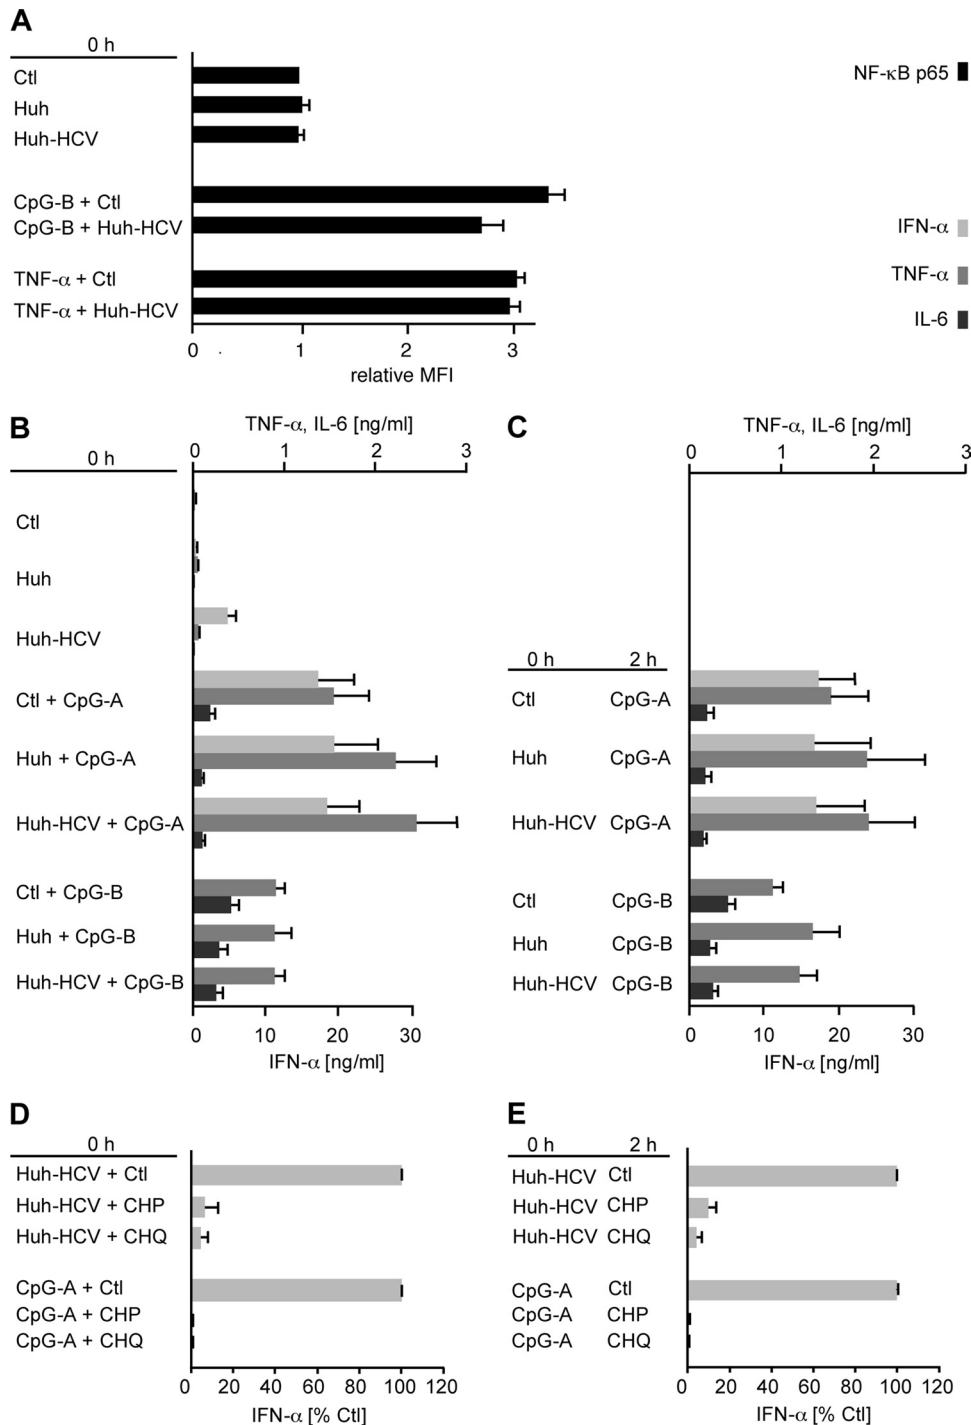 A
0 h
Ctl
Huh
Huh-HCV
CpG-B + Ctl
CpG-B + Huh-HCV
TNF-α + Ctl
TNF-α + Huh-HCV
0 1 2 3
relative MFI
NF-κB p65
IFN-α
TNF-α
IL-6
B
TNF-α, IL-6 [ng/ml]
0 1 2 3
0 h
Ctl
Huh
Huh-HCV
Ctl + CpG-A
Huh + CpG-A
Huh-HCV + CpG-A
Ctl + CpG-B
Huh + CpG-B
Huh-HCV + CpG-B
0 10 20 30
IFN-α [ng/ml]
C
TNF-α, IL-6 [ng/ml]
0 1 2 3
0 h 2 h
Ctl CpG-A
Huh CpG-A
Huh-HCV CpG-A
Ctl CpG-B
Huh CpG-B
Huh-HCV CpG-B
0 10 20 30
IFN-α [ng/ml]
D
0 h
Huh-HCV + Ctl
Huh-HCV + CHP
Huh-HCV + CHQ
CpG-A + Ctl
CpG-A + CHP
CpG-A + CHQ
0 20 40 60 80 100 120
IFN-α [% Ctl]
E
0 h 2 h
Huh-HCV Ctl
Huh-HCV CHP
Huh-HCV CHQ
CpG-A Ctl
CpG-A CHP
CpG-A CHQ
0 20 40 60 80 100 120
IFN-α [% Ctl]